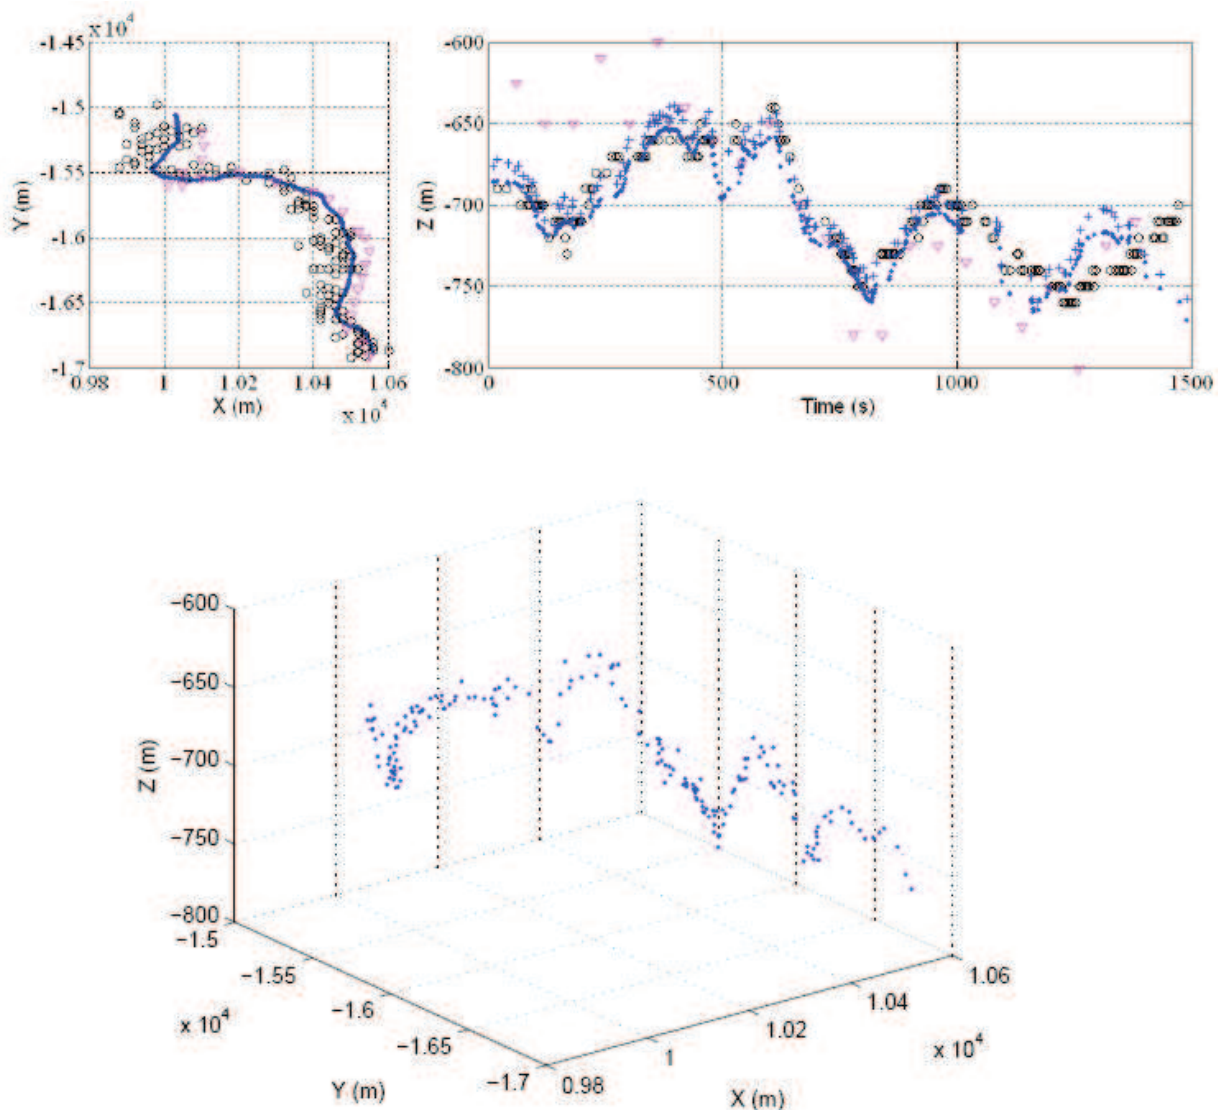 x 10⁴
-1.45
-1.5
-1.55
-1.6
-1.65
-1.7
Y (m)
0.98 1 1.02 1.04 1.06
X (m)
x 10⁴
-600
-650
-700
-750
-800
Z (m)
0 500 1000 1500
Time (s)
−600
−650
−700
−750
−800
Z (m)
−1.5
−1.55
−1.6
−1.65
−1.7
x 10⁴
Y (m)
0.98
1
1.02
1.04
1.06
x 10⁴
X (m)